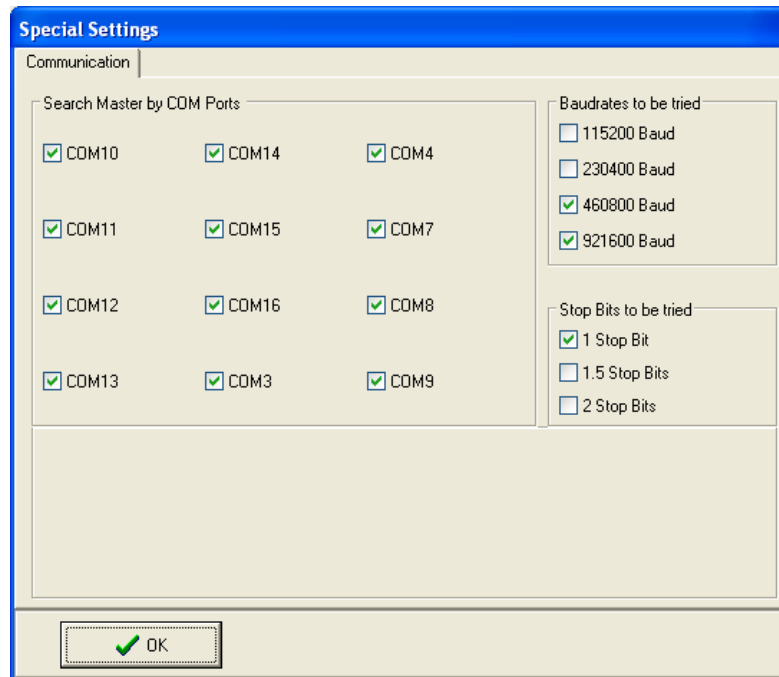 Special Settings
Communication
Search Master by COM Ports
COM10 COM14 COM4
COM11 COM15 COM7
COM12 COM16 COM8
COM13 COM3 COM9
Baudrates to be tried
115200 Baud
230400 Baud
460800 Baud
921600 Baud
Stop Bits to be tried
1 Stop Bit
1.5 Stop Bits
2 Stop Bits
OK